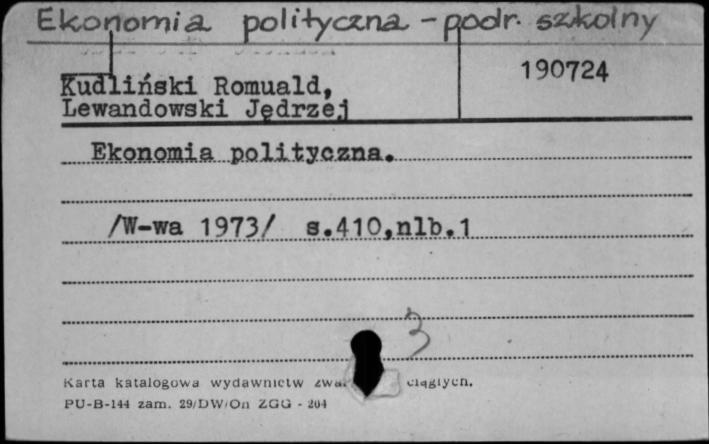 Ekonomia polityczna - podr. szkolny
Kudliński Romuald,
Lewandowski Jędrzej
190724
Ekonomia polityczna.
/W-wa 1973/ s.410,nlb.1
3
Karta katalogowa wydawnictw ciągłych.
PU-B-144 zam. 29/DW/On ZGG - 204